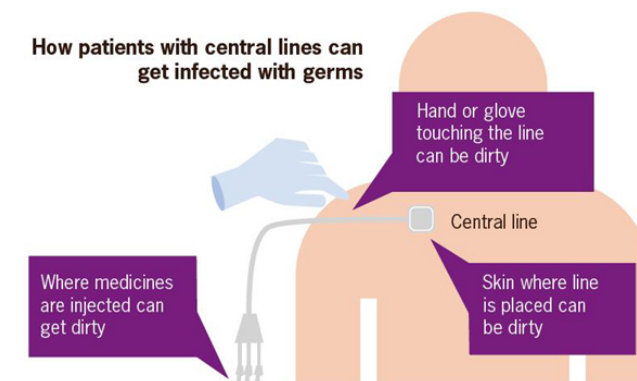 How patients with central lines can
get infected with germs
Hand or glove
touching the line
can be dirty
Central line
Where medicines
are injected can
get dirty
Skin where line
is placed can
be dirty